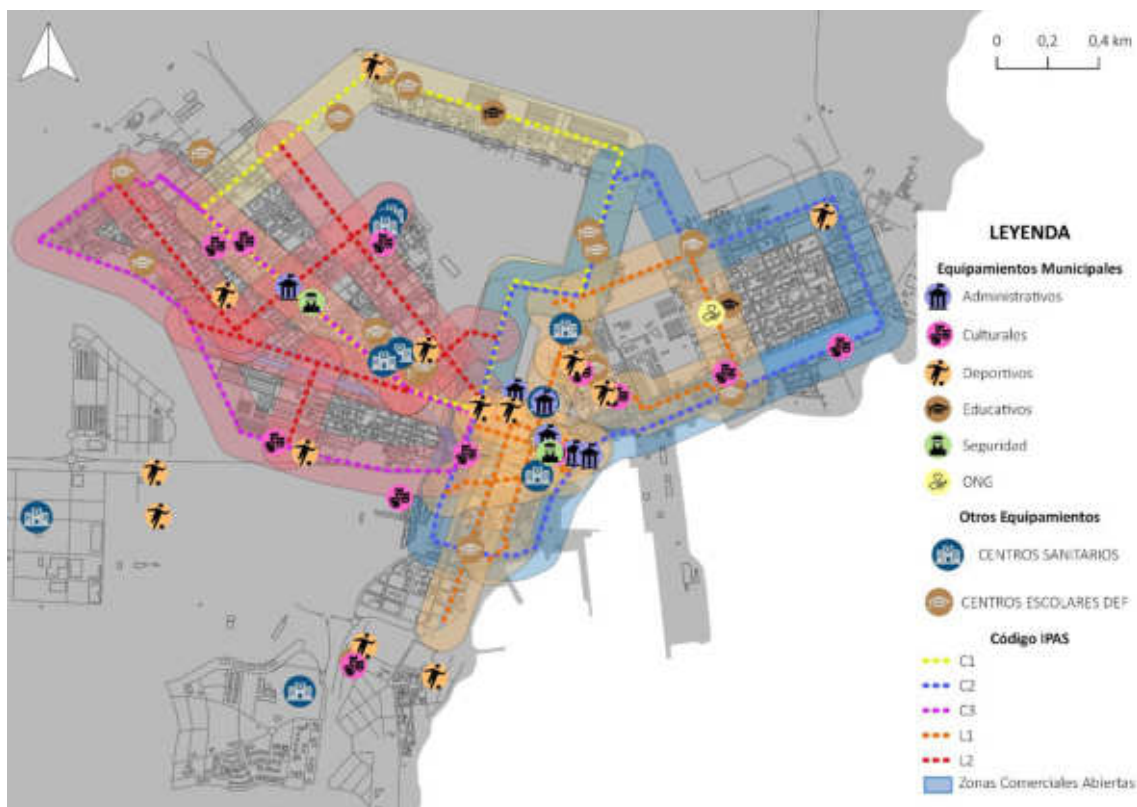 0 0,2 0,4 km
LEYENDA
Equipamientos Municipales
Administrativos
Culturales
Deportivos
Educativos
Seguridad
ONG
Otros Equipamientos
CENTROS SANITARIOS
CENTROS ESCOLARES DEF
Código IPAS
C1
C2
C3
L1
L2
Zonas Comerciales Abiertas